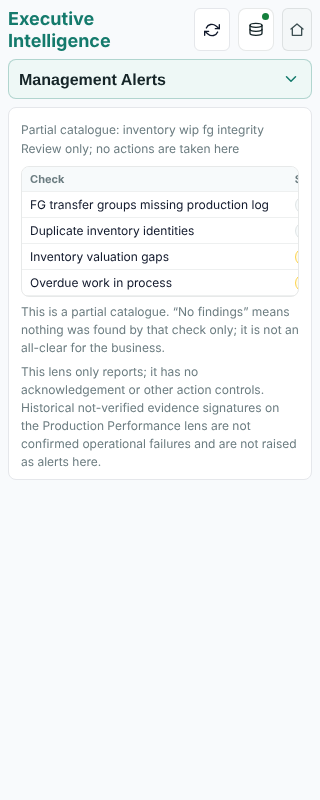 Executive
Intelligence
Management Alerts
Partial catalogue: inventory wip fg integrity
Review only; no actions are taken here
Check
FG transfer groups missing production log
Duplicate inventory identities
Inventory valuation gaps
Overdue work in process
This is a partial catalogue. “No findings” means
nothing was found by that check only; it is not an
all-clear for the business.
This lens only reports; it has no
acknowledgement or other action controls.
Historical not-verified evidence signatures on
the Production Performance lens are not
confirmed operational failures and are not raised
as alerts here.